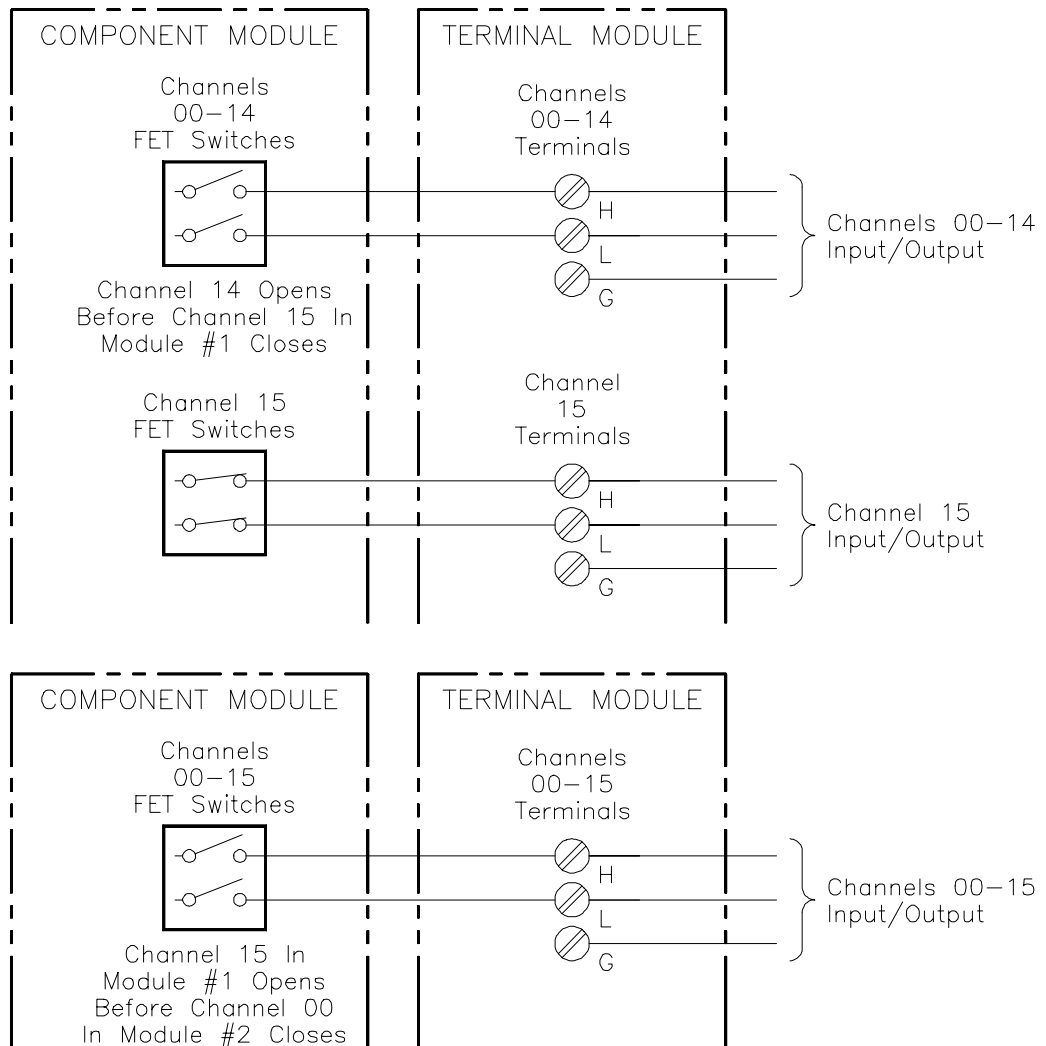 COMPONENT MODULE
TERMINAL MODULE
Channels
00-14
FET Switches
Channels
00-14
Terminals
H
L
G
Channels 00-14
Input/Output
Channel 14 Opens
Before Channel 15 In
Module #1 Closes
Channel 15
FET Switches
Channel
15
Terminals
H
L
G
Channel 15
Input/Output
COMPONENT MODULE
TERMINAL MODULE
Channels
00-15
FET Switches
Channels
00-15
Terminals
H
L
G
Channels 00-15
Input/Output
Channel 15 In
Module #1 Opens
Before Channel 00
In Module #2 Closes